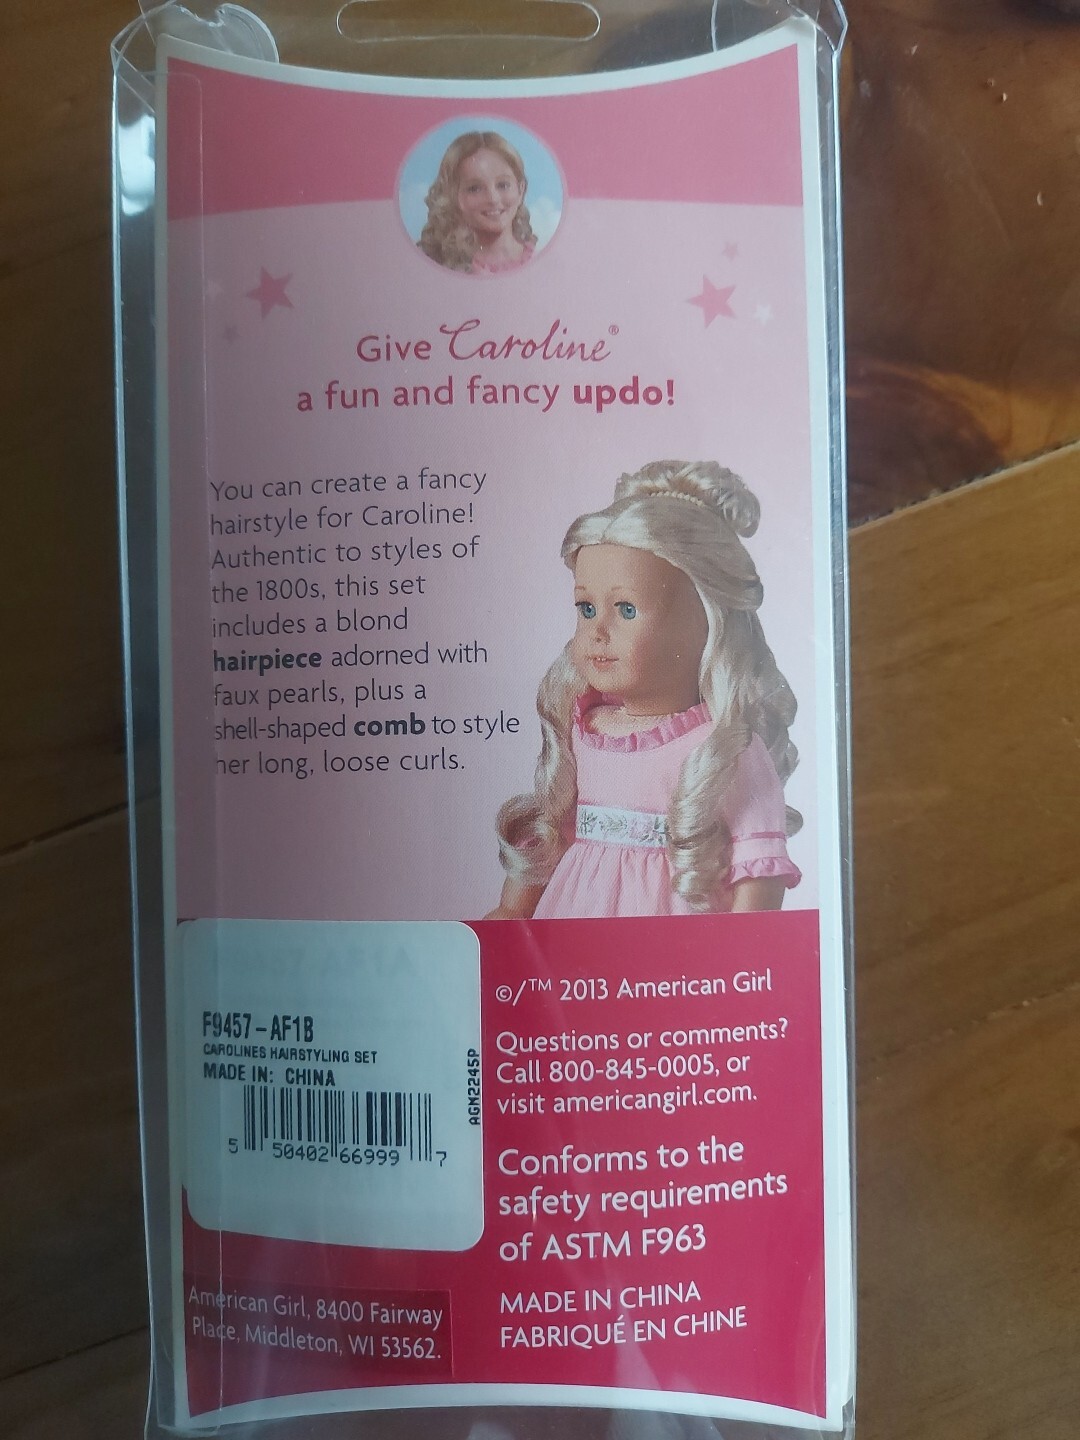 Give Caroline®
a fun and fancy updo!
You can create a fancy
hairstyle for Caroline!
Authentic to styles of
the 1800s, this set
includes a blond
hairpiece adorned with
faux pearls, plus a
shell-shaped comb to style
her long, loose curls.
F9457-AF1B
CAROLINES HAIRSTYLING SET
MADE IN: CHINA
5 50402 66999 7
AGM2245P
©/™ 2013 American Girl
Questions or comments?
Call 800-845-0005, or
visit americangirl.com.
Conforms to the
safety requirements
of ASTM F963
MADE IN CHINA
FABRIQUÉ EN CHINE
American Girl, 8400 Fairway
Place, Middleton, WI 53562.